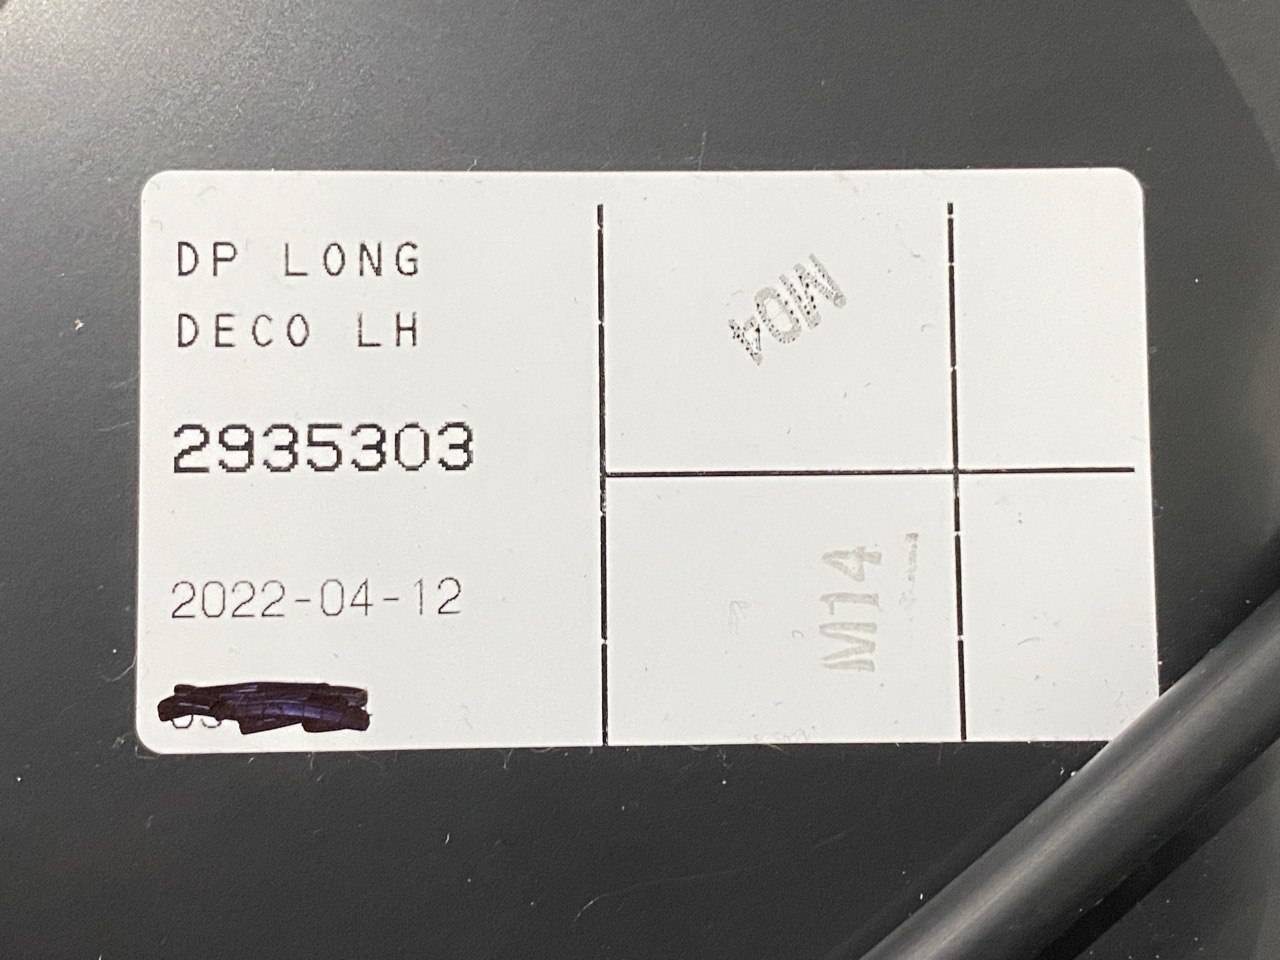 DP LONG
DECO LH
2935303
2022-04-12
M04
M14